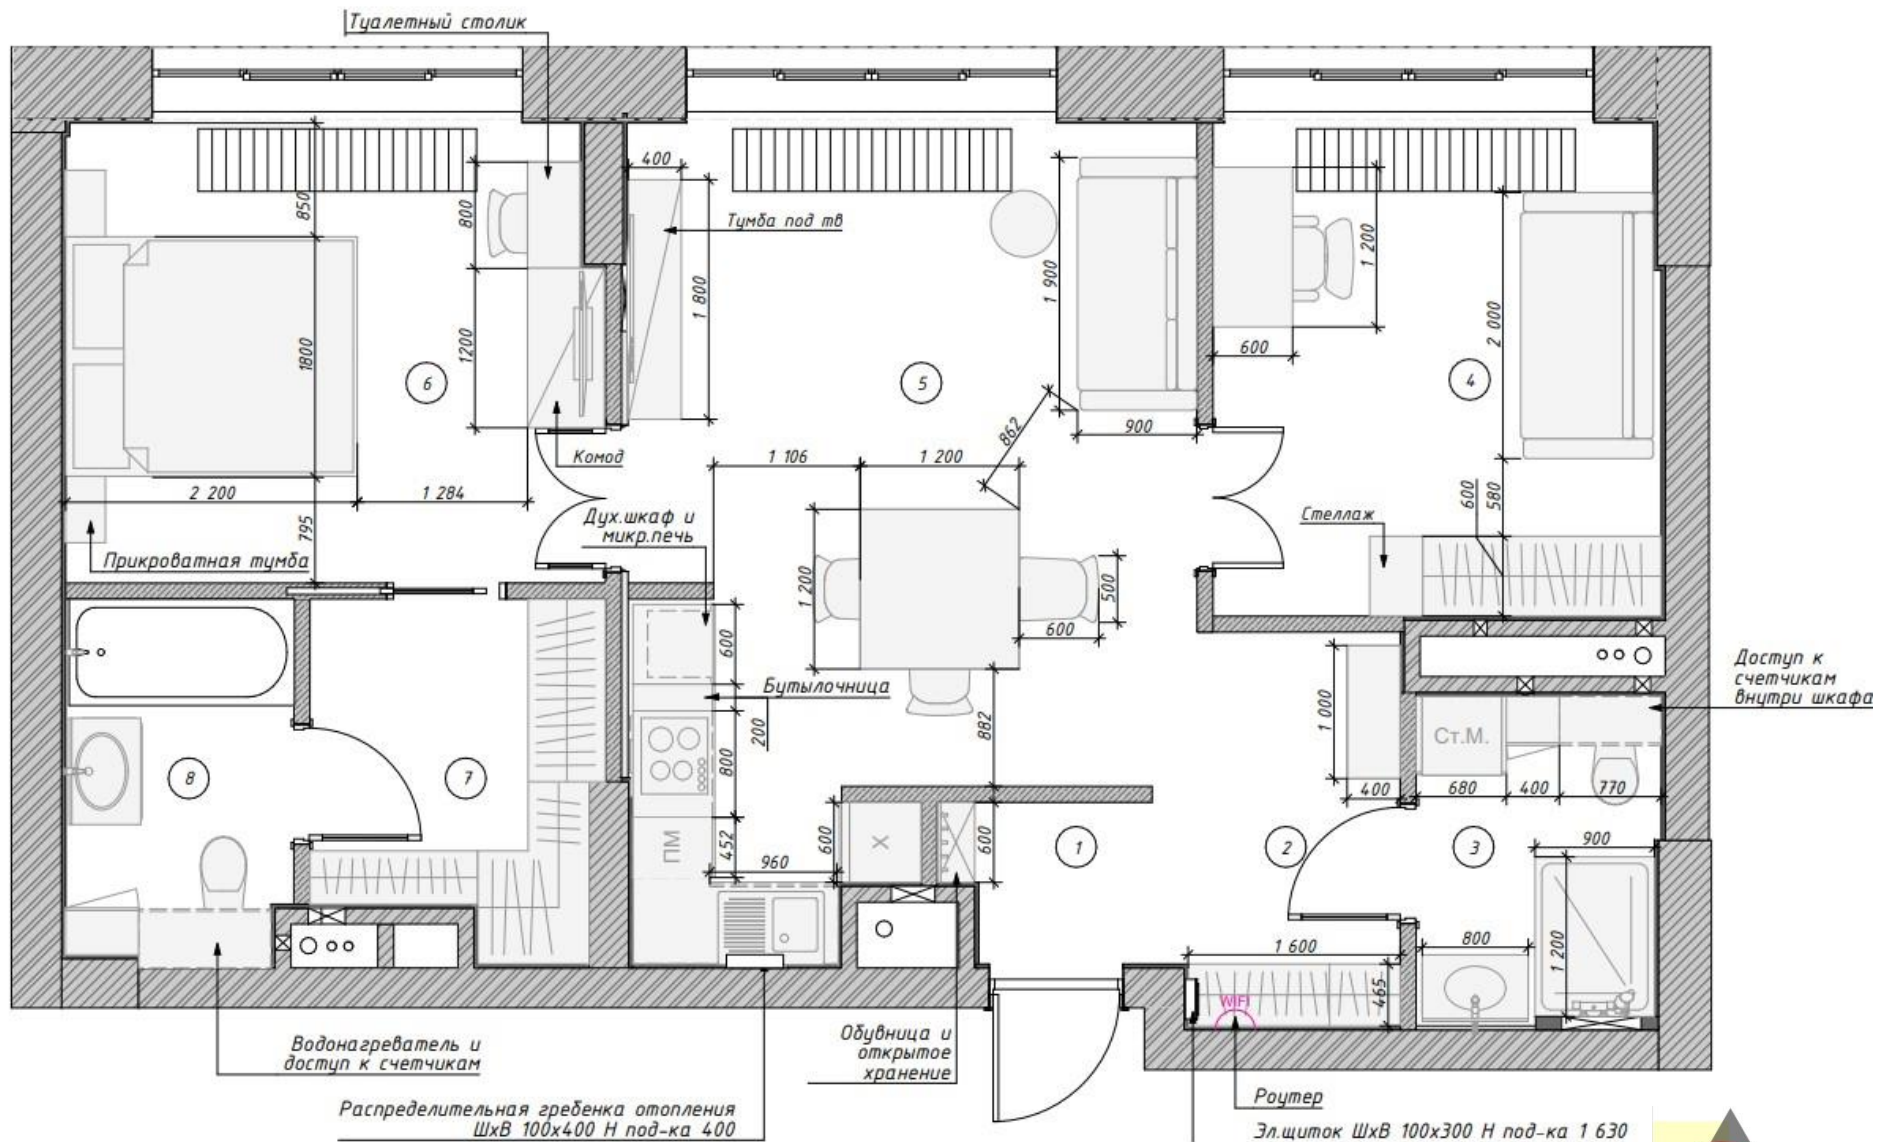 Туалетный столик
400
850
800
Тумба под тв
1 900
1 200
1 800
2 000
1800
1200
600
6
5
4
862
900
Комод
1 106
1 200
2 200
1 284
600
580
Стеллаж
Дух.шкаф и
микр.печь
795
Прикроватная тумба
1 200
500
600
600
Бутылочница
Доступ к
счетчикам
внутри шкафа
1 000
200
882
Ст.М.
8
7
800
400
680
400
770
ПМ
452
960
600
Х
600
1
2
3
900
1 600
800
1 200
465
WIFI
Водонагреватель и
доступ к счетчикам
Обувница и
открытое
хранение
Распределительная гребенка отопления
ШхВ 100х400 Н под-ка 400
Роутер
Эл.щиток ШхВ 100х300 Н под-ка 1 630